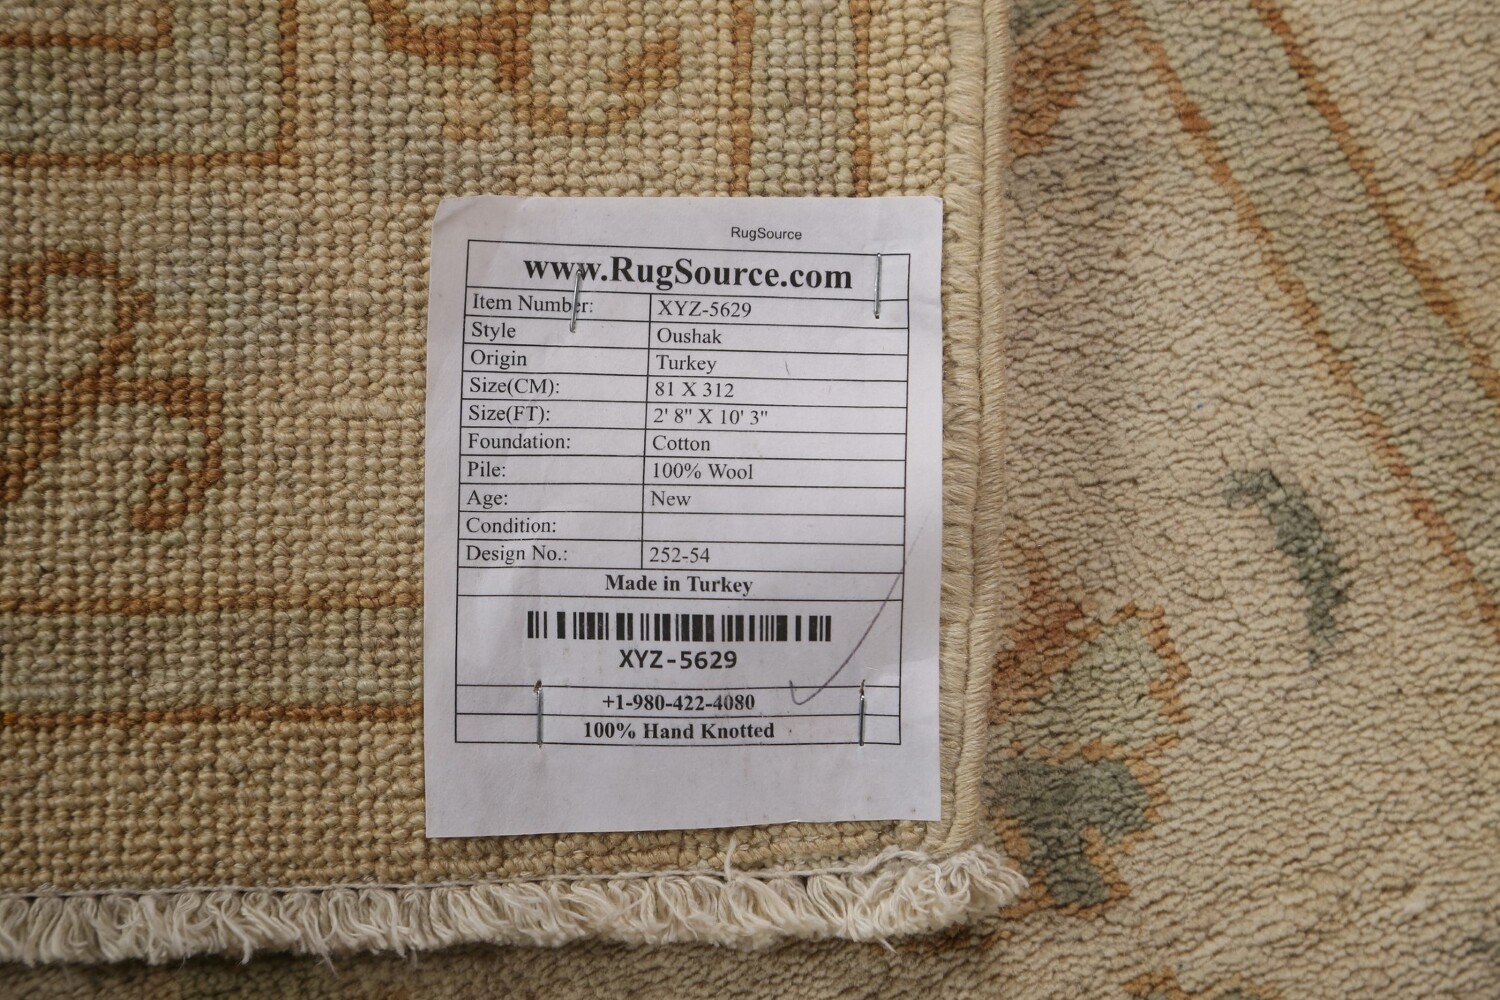 RugSource
www.RugSource.com
Item Number: XYZ-5629
Style Oushak
Origin Turkey
Size(CM): 81 X 312
Size(FT): 2' 8" X 10' 3"
Foundation: Cotton
Pile: 100% Wool
Age: New
Condition:
Design No.: 252-54
Made in Turkey
XYZ-5629
+1-980-422-4080
100% Hand Knotted